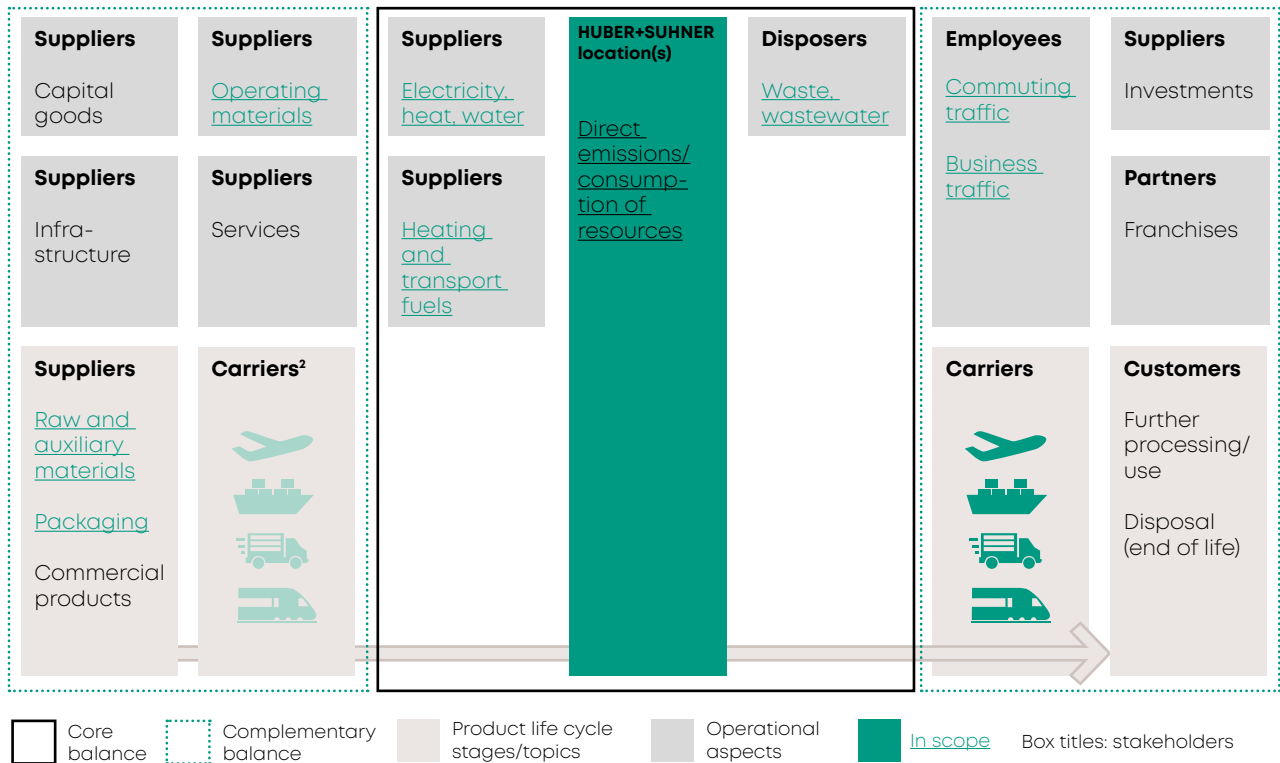 Suppliers
Capital
goods
Suppliers
Operating
materials
Suppliers
Electricity,
heat, water
HUBER+SUHNER
location(s)
Direct
emissions/
consump-
tion of
resources
Disposers
Waste,
wastewater
Employees
Commuting
traffic
Business
traffic
Suppliers
Investments
Suppliers
Infra-
structure
Suppliers
Services
Suppliers
Heating
and
transport
fuels
Partners
Franchises
Suppliers
Raw and
auxiliary
materials
Packaging
Commercial
products
Carriers²
Carriers
Customers
Further
processing/
use
Disposal
(end of life)
Core
balance
Complementary
balance
Product life cycle
stages/topics
Operational
aspects
In scope
Box titles: stakeholders